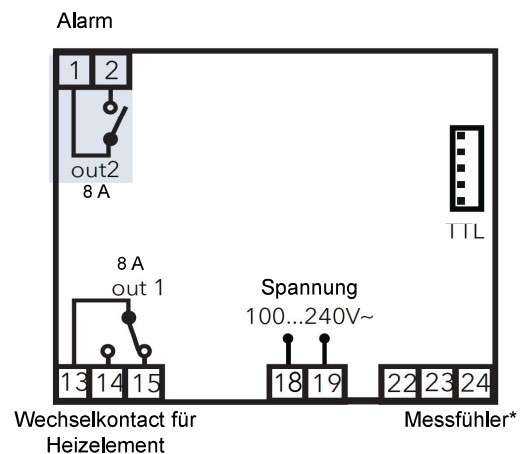 Alarm
1 2
out2
8 A
TTL
8 A
out 1
Spannung
100...240V~
13 14 15
18 19
22 23 24
Wechselkontact für
Heizelement
Messfühler*